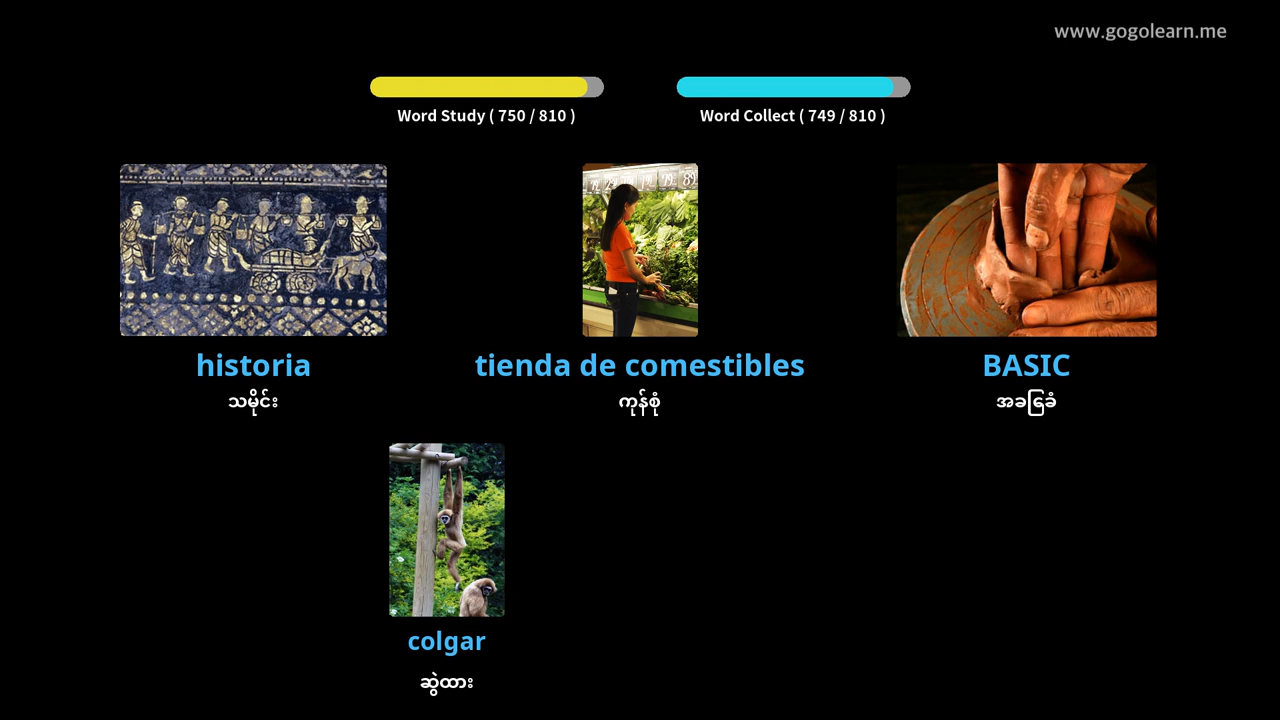 www.gogolearn.me
Word Study ( 750 / 810 )
Word Collect ( 749 / 810 )
historia
သမိုင်း
tienda de comestibles
ကုန်စုံ
BASIC
အခြေခံ
colgar
ဆွဲထား